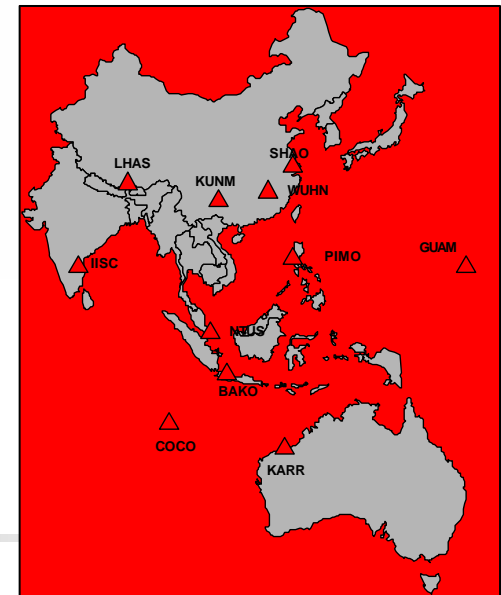 SHAO
LHAS
KUNM
WUHN
GUAM
PIMO
IISC
NTUS
BAKO
COCO
KARR